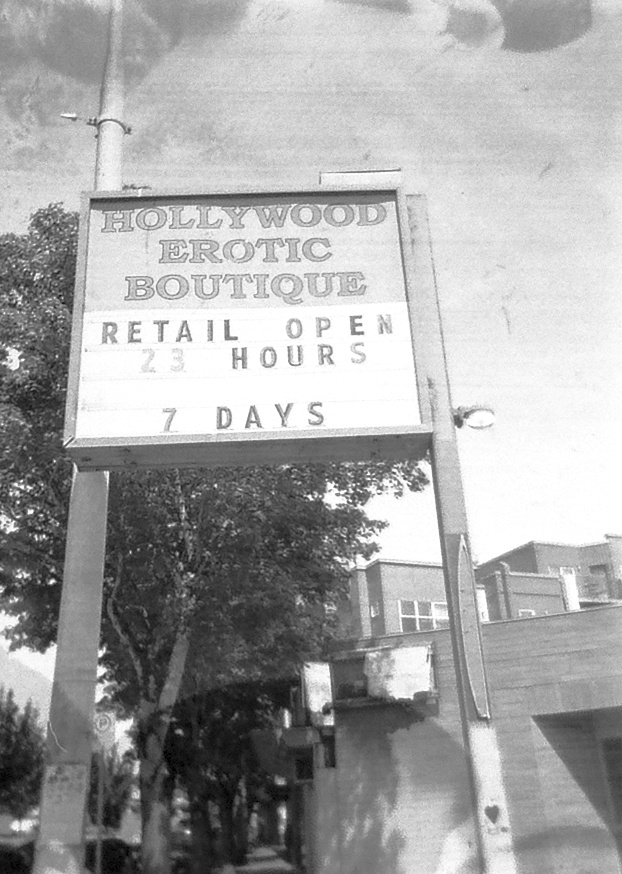 HOLLYWOOD
EROTIC
BOUTIQUE
RETAIL OPEN
23 HOURS
7 DAYS